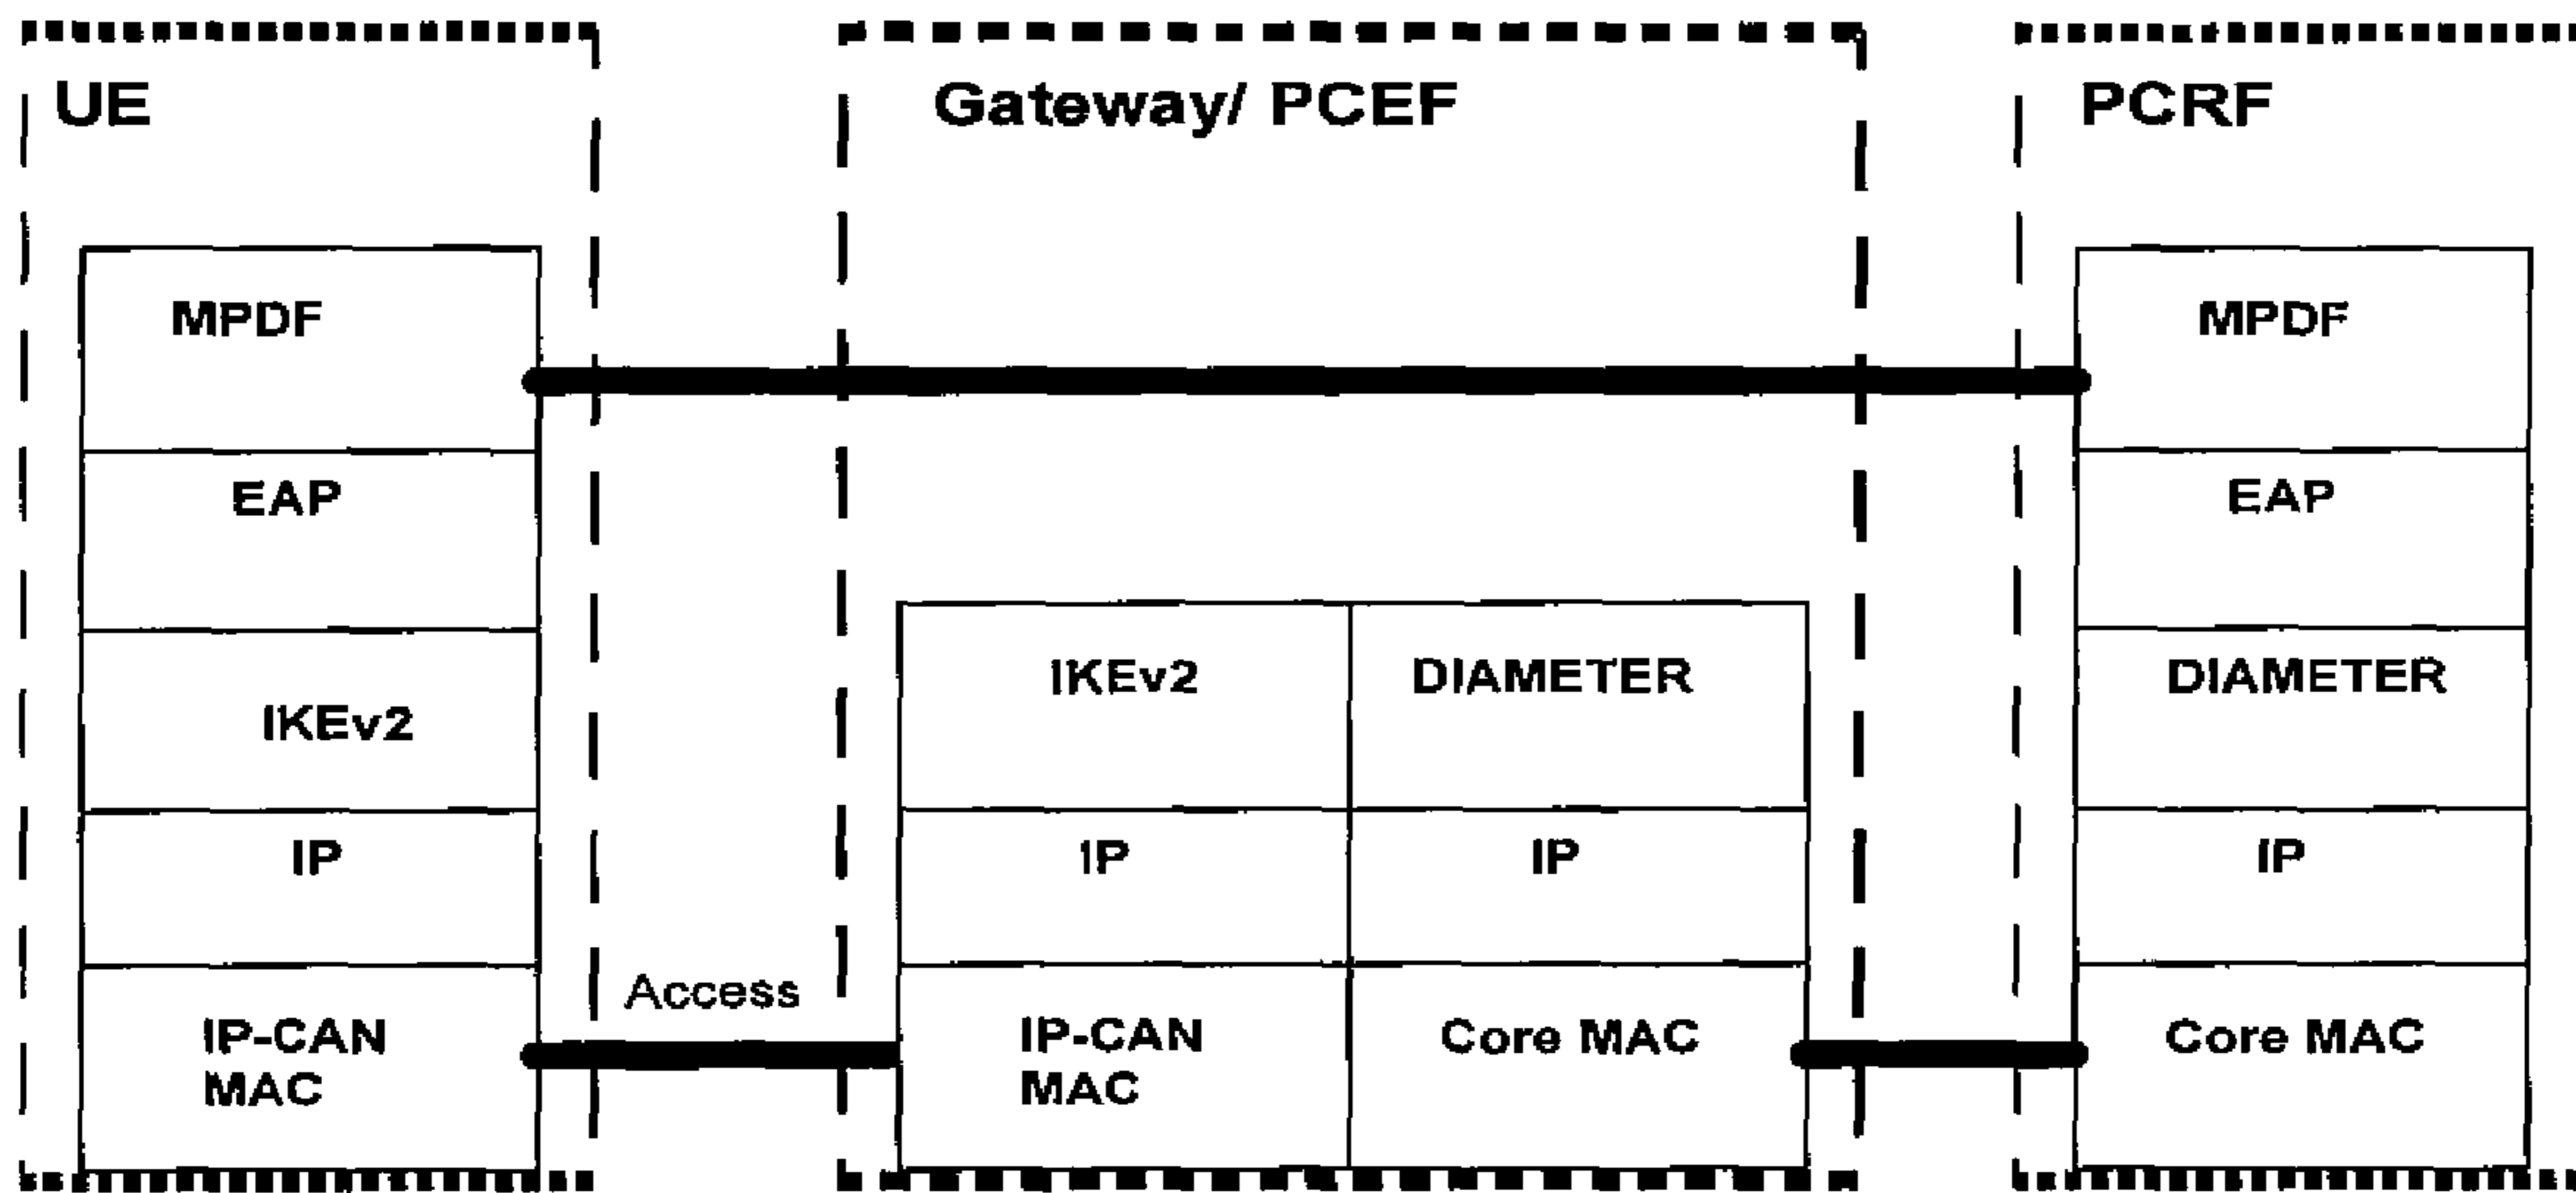 UE
Gateway/ PCEF
PCRF
MPDF
MPDF
EAP
EAP
IKEv2
IKEv2
DIAMETER
DIAMETER
IP
IP
IP
IP
Access
IP-CAN
MAC
IP-CAN
MAC
Core MAC
Core MAC